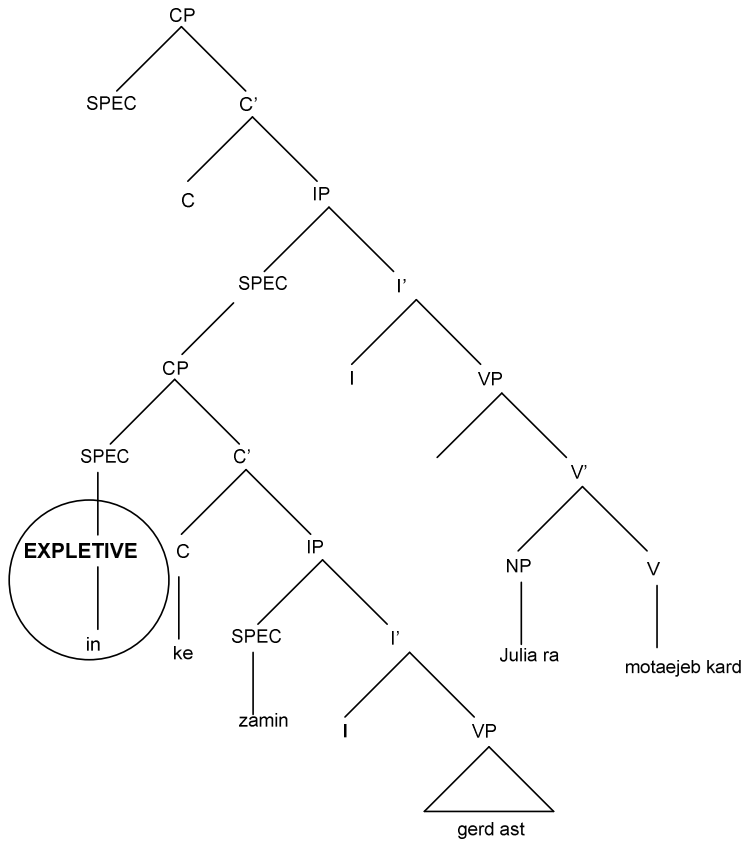 CP
SPEC C’
C IP
SPEC I’
CP I VP
SPEC C’ V’
EXPLETIVE C IP NP V
in ke SPEC I’ Julia ra motaejeb kard
zamin I VP
gerd ast